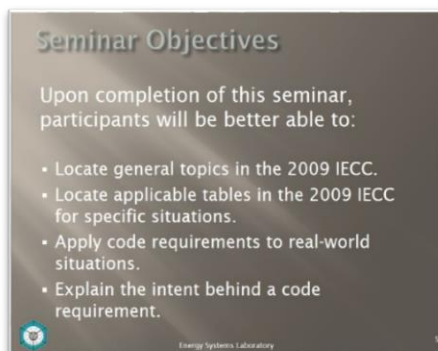 Seminar Objectives
Upon completion of this seminar,
participants will be better able to:
▪ Locate general topics in the 2009 IECC.
▪ Locate applicable tables in the 2009 IECC
for specific situations.
▪ Apply code requirements to real-world
situations.
▪ Explain the intent behind a code
requirement.
Energy Systems Laboratory